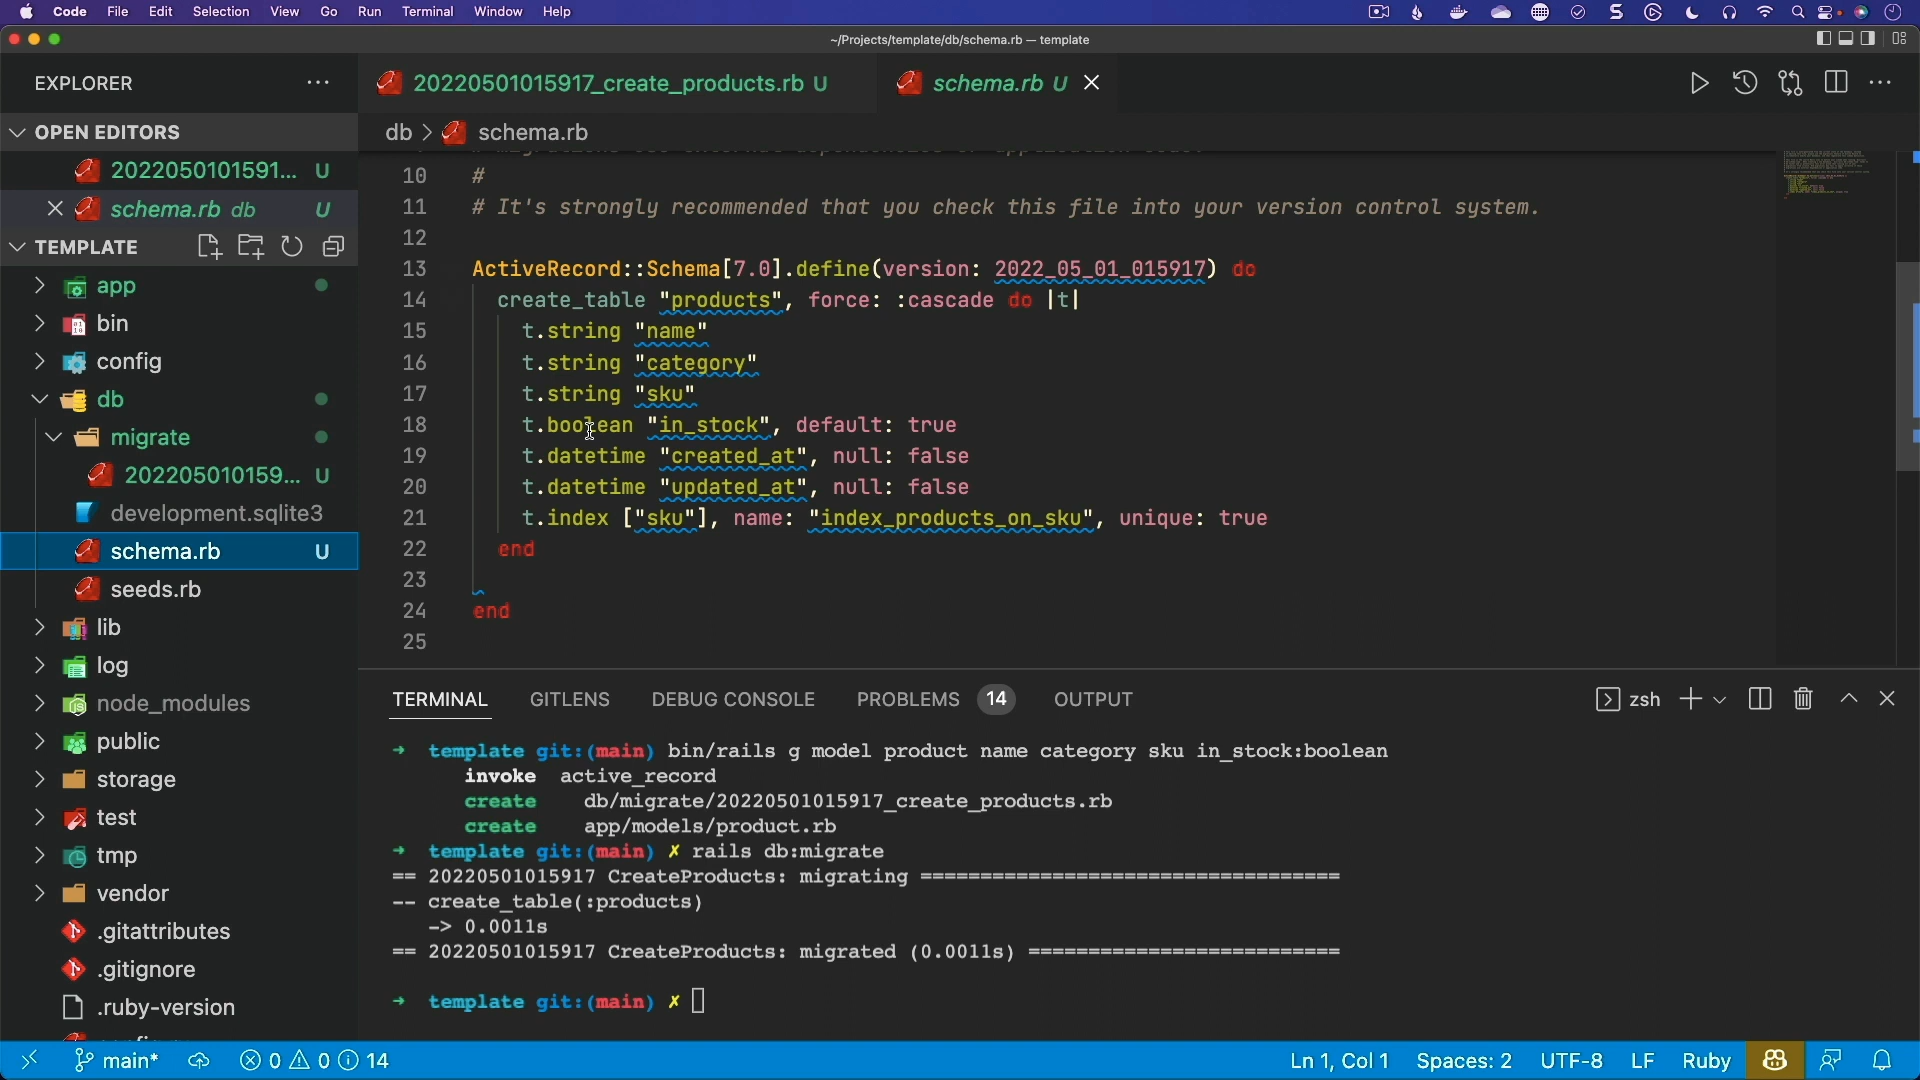 Code File Edit Selection View Go Run Terminal Window Help
~/Projects/template/db/schema.rb — template
EXPLORER
20220501015917_create_products.rb U
schema.rb U
OPEN EDITORS
db > schema.rb
2022050101591... U
schema.rb db U
TEMPLATE
app
bin
config
db
migrate
202205010159... U
development.sqlite3
schema.rb U
seeds.rb
lib
log
node_modules
public
storage
test
tmp
vendor
.gitattributes
.gitignore
.ruby-version
10 #
11 # It's strongly recommended that you check this file into your version control system.
12
13 ActiveRecord::Schema[7.0].define(version: 2022_05_01_015917) do
14 create_table "products", force: :cascade do |t|
15 t.string "name"
16 t.string "category"
17 t.string "sku"
18 t.boolean "in_stock", default: true
19 t.datetime "created_at", null: false
20 t.datetime "updated_at", null: false
21 t.index ["sku"], name: "index_products_on_sku", unique: true
22 end
23
24 end
25
TERMINAL GITLENS DEBUG CONSOLE PROBLEMS 14 OUTPUT
zsh
→ template git:(main) bin/rails g model product name category sku in_stock:boolean
invoke active_record
create db/migrate/20220501015917_create_products.rb
create app/models/product.rb
→ template git:(main) ✗ rails db:migrate
== 20220501015917 CreateProducts: migrating ===================================
-- create_table(:products)
-> 0.0011s
== 20220501015917 CreateProducts: migrated (0.0011s) ==========================
→ template git:(main) ✗
main* 0 0 14
Ln 1, Col 1 Spaces: 2 UTF-8 LF Ruby